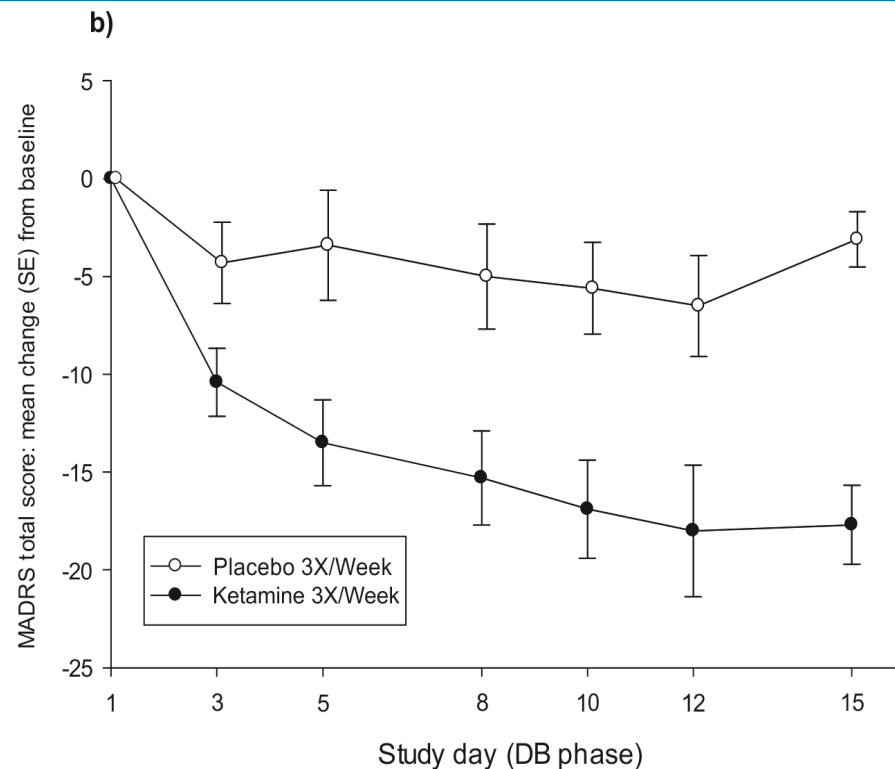 b)
MADRS total score: mean change (SE) from baseline
5
0
-5
-10
-15
-20
-25
Placebo 3X/Week
Ketamine 3X/Week
1 3 5 8 10 12 15
Study day (DB phase)